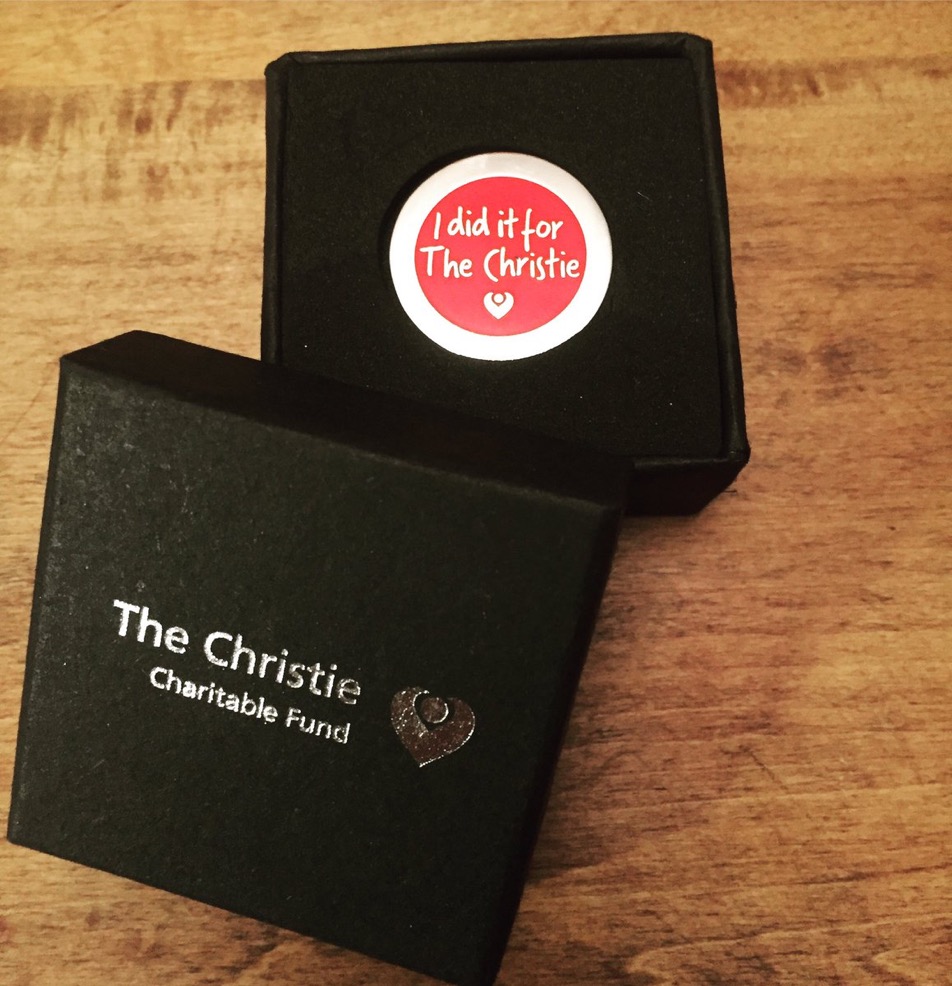 I did it for
The Christie
The Christie
Charitable Fund